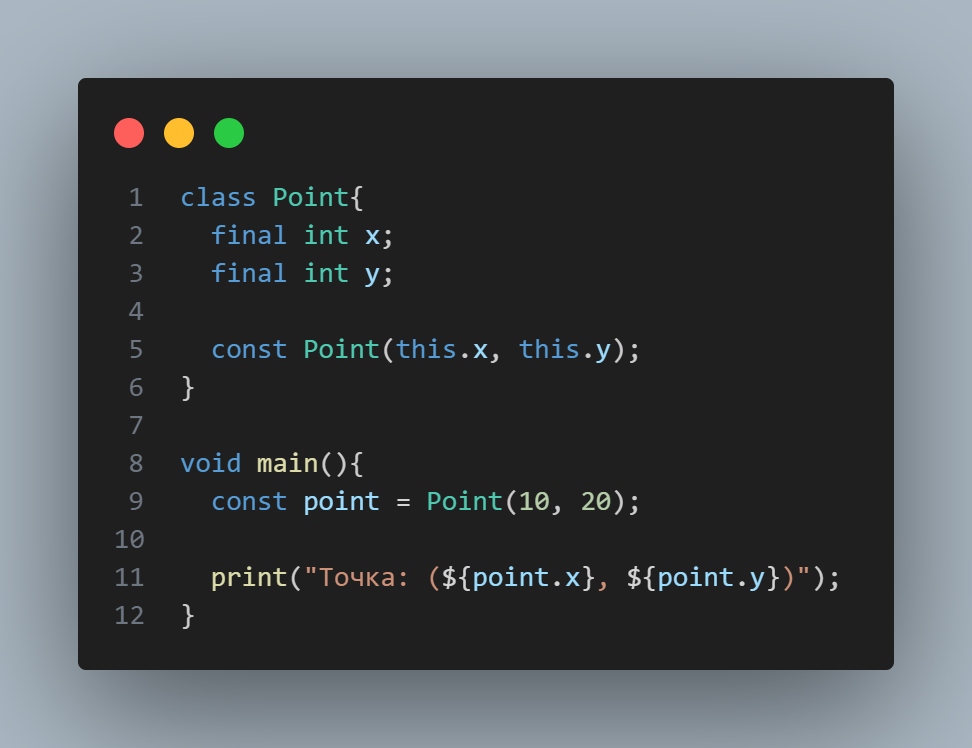 1 class Point{
2   final int x;
3   final int y;
4
5   const Point(this.x, this.y);
6 }
7
8 void main(){
9   const point = Point(10, 20);
10
11   print("Точка: (${point.x}, ${point.y})");
12 }